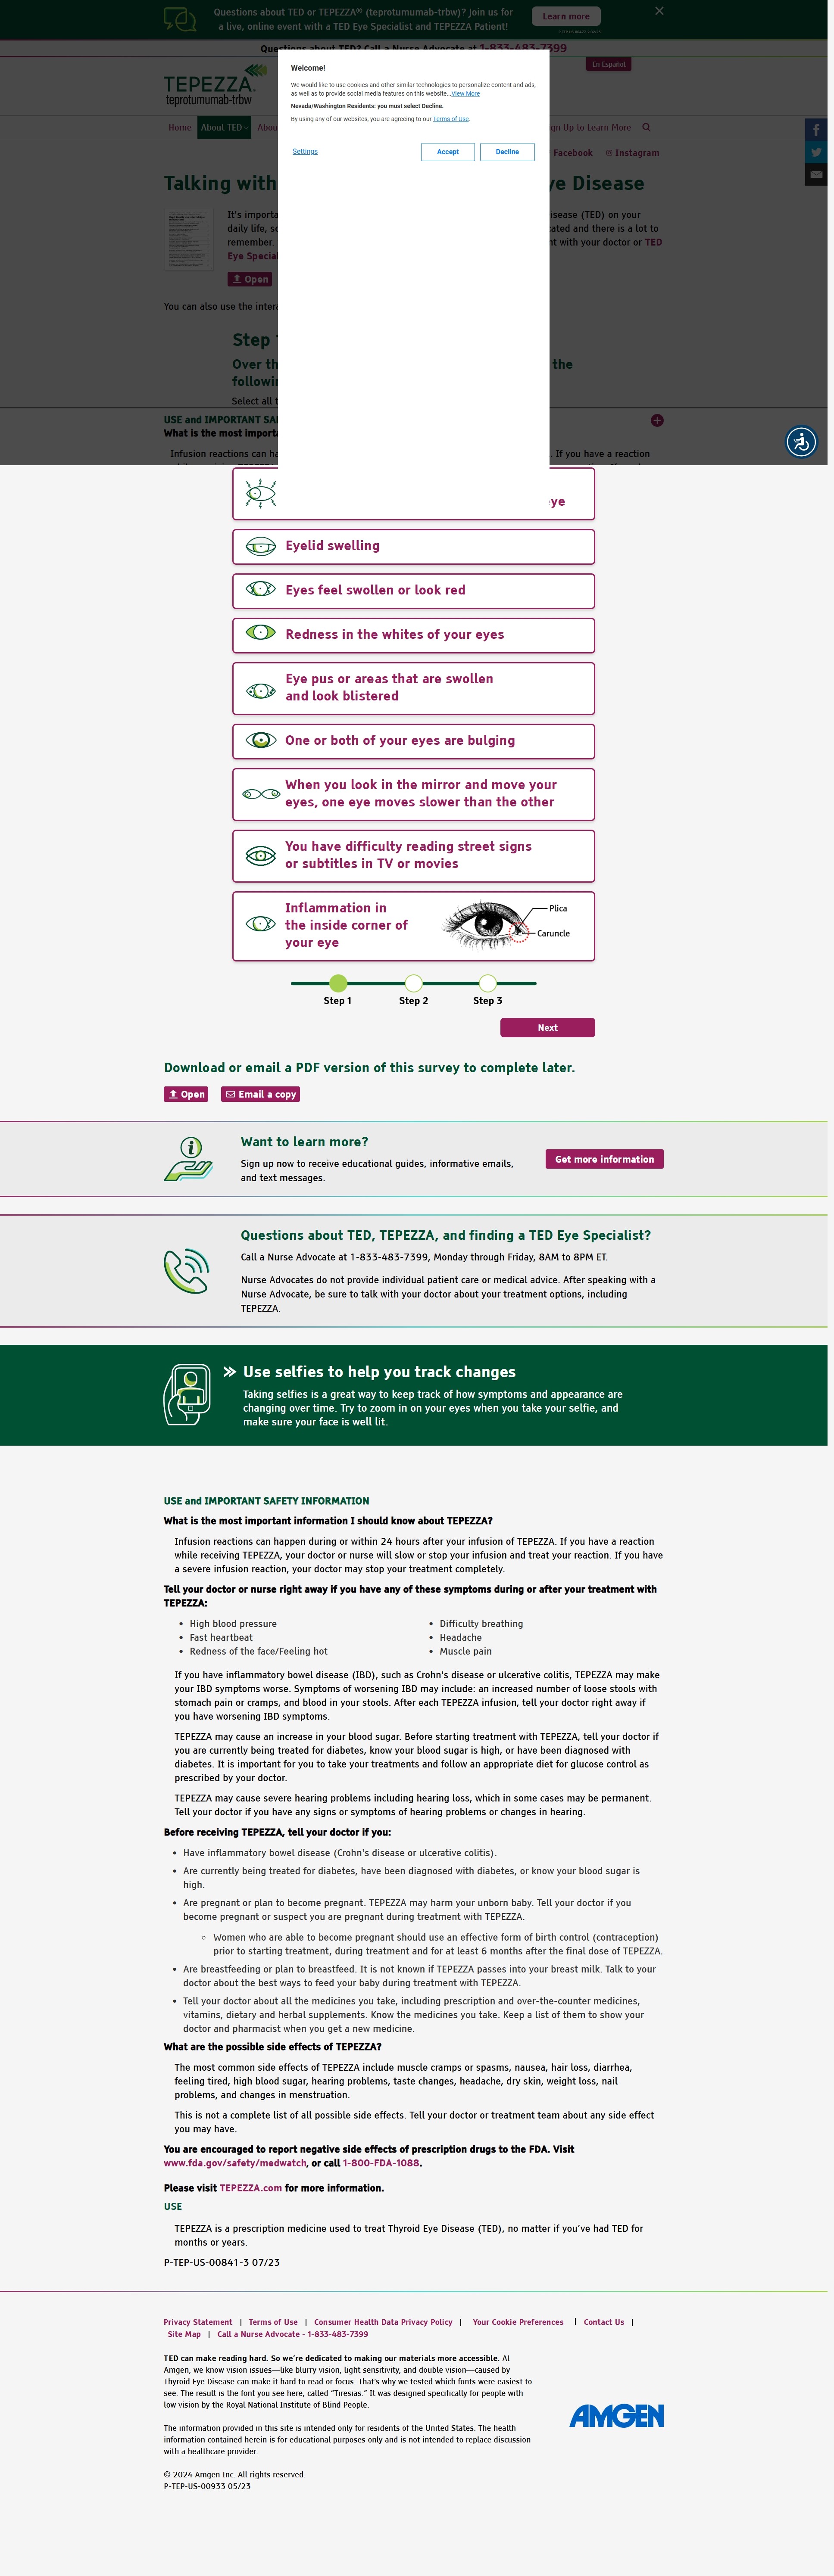 Questions about TED or TEPEZZA® (teprotumumab-trbw)? Join us for
a live, online event with a TED Eye Specialist and TEPEZZA Patient!
Learn more
Questions about TED? Call a Nurse Advocate at 1-833-483-7399
En Español
TEPEZZA
teprotumumab-trbw
Home
About TED
Abou
gn Up to Learn More
Facebook
Instagram
Talking with
ye Disease
It's importa
isease (TED) on your
daily life, so
cated and there is a lot to
remember.
nt with your doctor or TED
Eye Special
Open
You can also use the intera
Step 1
Over th
the
followin
Select all t
USE and IMPORTANT SAF
What is the most importa
Infusion reactions can ha
. If you have a reaction
Welcome!
We would like to use cookies and other similar technologies to personalize content and ads,
as well as to provide social media features on this website...View More
Nevada/Washington Residents: you must select Decline.
By using any of our websites, you are agreeing to our Terms of Use.
Settings
Accept
Decline
eye
Eyelid swelling
Eyes feel swollen or look red
Redness in the whites of your eyes
Eye pus or areas that are swollen
and look blistered
One or both of your eyes are bulging
When you look in the mirror and move your
eyes, one eye moves slower than the other
You have difficulty reading street signs
or subtitles in TV or movies
Inflammation in
the inside corner of
your eye
Plica
Caruncle
Step 1
Step 2
Step 3
Next
Download or email a PDF version of this survey to complete later.
Open
Email a copy
Want to learn more?
Sign up now to receive educational guides, informative emails,
and text messages.
Get more information
Questions about TED, TEPEZZA, and finding a TED Eye Specialist?
Call a Nurse Advocate at 1-833-483-7399, Monday through Friday, 8AM to 8PM ET.
Nurse Advocates do not provide individual patient care or medical advice. After speaking with a
Nurse Advocate, be sure to talk with your doctor about your treatment options, including
TEPEZZA.
Use selfies to help you track changes
Taking selfies is a great way to keep track of how symptoms and appearance are
changing over time. Try to zoom in on your eyes when you take your selfie, and
make sure your face is well lit.
USE and IMPORTANT SAFETY INFORMATION
What is the most important information I should know about TEPEZZA?
Infusion reactions can happen during or within 24 hours after your infusion of TEPEZZA. If you have a reaction
while receiving TEPEZZA, your doctor or nurse will slow or stop your infusion and treat your reaction. If you have
a severe infusion reaction, your doctor may stop your treatment completely.
Tell your doctor or nurse right away if you have any of these symptoms during or after your treatment with
TEPEZZA:
• High blood pressure
• Fast heartbeat
• Redness of the face/Feeling hot
• Difficulty breathing
• Headache
• Muscle pain
If you have inflammatory bowel disease (IBD), such as Crohn's disease or ulcerative colitis, TEPEZZA may make
your IBD symptoms worse. Symptoms of worsening IBD may include: an increased number of loose stools with
stomach pain or cramps, and blood in your stools. After each TEPEZZA infusion, tell your doctor right away if
you have worsening IBD symptoms.
TEPEZZA may cause an increase in your blood sugar. Before starting treatment with TEPEZZA, tell your doctor if
you are currently being treated for diabetes, know your blood sugar is high, or have been diagnosed with
diabetes. It is important for you to take your treatments and follow an appropriate diet for glucose control as
prescribed by your doctor.
TEPEZZA may cause severe hearing problems including hearing loss, which in some cases may be permanent.
Tell your doctor if you have any signs or symptoms of hearing problems or changes in hearing.
Before receiving TEPEZZA, tell your doctor if you:
• Have inflammatory bowel disease (Crohn's disease or ulcerative colitis).
• Are currently being treated for diabetes, have been diagnosed with diabetes, or know your blood sugar is
high.
• Are pregnant or plan to become pregnant. TEPEZZA may harm your unborn baby. Tell your doctor if you
become pregnant or suspect you are pregnant during treatment with TEPEZZA.
○ Women who are able to become pregnant should use an effective form of birth control (contraception)
prior to starting treatment, during treatment and for at least 6 months after the final dose of TEPEZZA.
• Are breastfeeding or plan to breastfeed. It is not known if TEPEZZA passes into your breast milk. Talk to your
doctor about the best ways to feed your baby during treatment with TEPEZZA.
• Tell your doctor about all the medicines you take, including prescription and over-the-counter medicines,
vitamins, dietary and herbal supplements. Know the medicines you take. Keep a list of them to show your
doctor and pharmacist when you get a new medicine.
What are the possible side effects of TEPEZZA?
The most common side effects of TEPEZZA include muscle cramps or spasms, nausea, hair loss, diarrhea,
feeling tired, high blood sugar, hearing problems, taste changes, headache, dry skin, weight loss, nail
problems, and changes in menstruation.
This is not a complete list of all possible side effects. Tell your doctor or treatment team about any side effect
you may have.
You are encouraged to report negative side effects of prescription drugs to the FDA. Visit
www.fda.gov/safety/medwatch, or call 1-800-FDA-1088.
Please visit TEPEZZA.com for more information.
USE
TEPEZZA is a prescription medicine used to treat Thyroid Eye Disease (TED), no matter if you've had TED for
months or years.
P-TEP-US-00841-3 07/23
Privacy Statement | Terms of Use | Consumer Health Data Privacy Policy | Your Cookie Preferences | Contact Us |
Site Map | Call a Nurse Advocate - 1-833-483-7399
TED can make reading hard. So we're dedicated to making our materials more accessible. At
Amgen, we know vision issues—like blurry vision, light sensitivity, and double vision—caused by
Thyroid Eye Disease can make it hard to read or focus. That's why we tested which fonts were easiest to
see. The result is the font you see here, called "Tiresias." It was designed specifically for people with
low vision by the Royal National Institute of Blind People.
AMGEN
The information provided in this site is intended only for residents of the United States. The health
information contained herein is for educational purposes only and is not intended to replace discussion
with a healthcare provider.
© 2024 Amgen Inc. All rights reserved.
P-TEP-US-00933 05/23